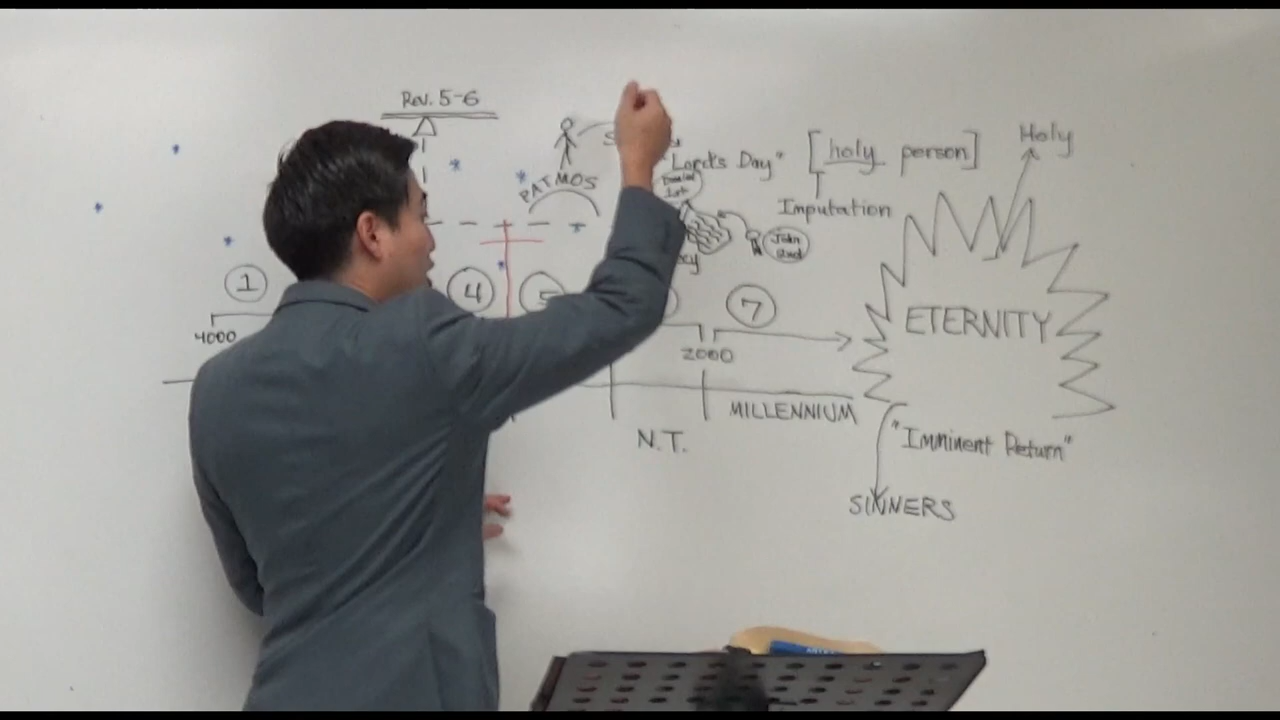 Rev. 5-6
Holy
"Lord's Day" [holy person]
PATMOS
Imputation
John
1
4
5
7
ETERNITY
4000
2000
MILLENNIUM
N.T.
"Imminent Return"
SINNERS